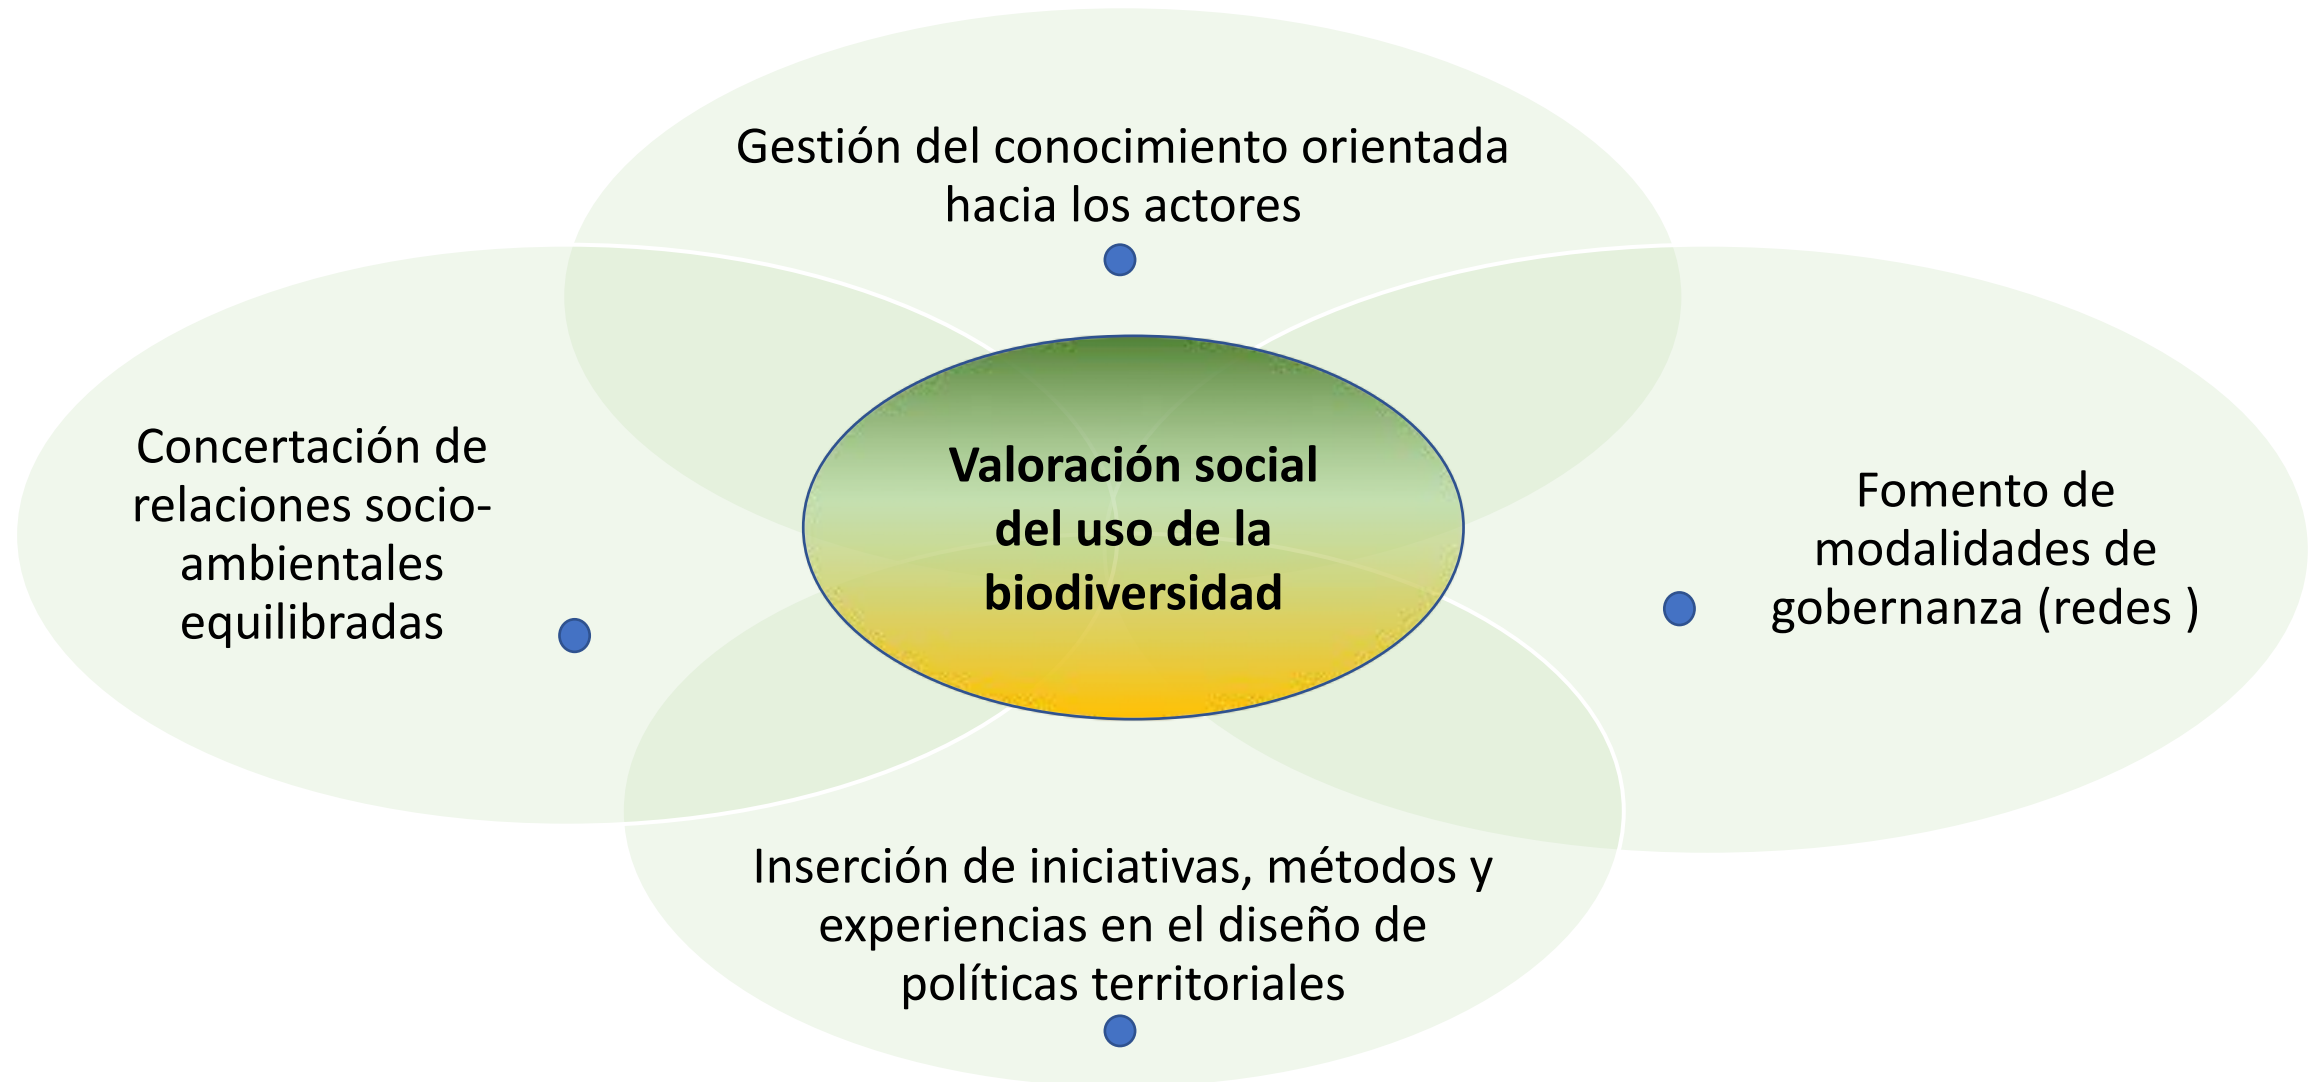 Gestión del conocimiento orientada
hacia los actores
Concertación de
relaciones socio-
ambientales
equilibradas
Valoración social
del uso de la
biodiversidad
Fomento de
modalidades de
gobernanza (redes )
Inserción de iniciativas, métodos y
experiencias en el diseño de
políticas territoriales